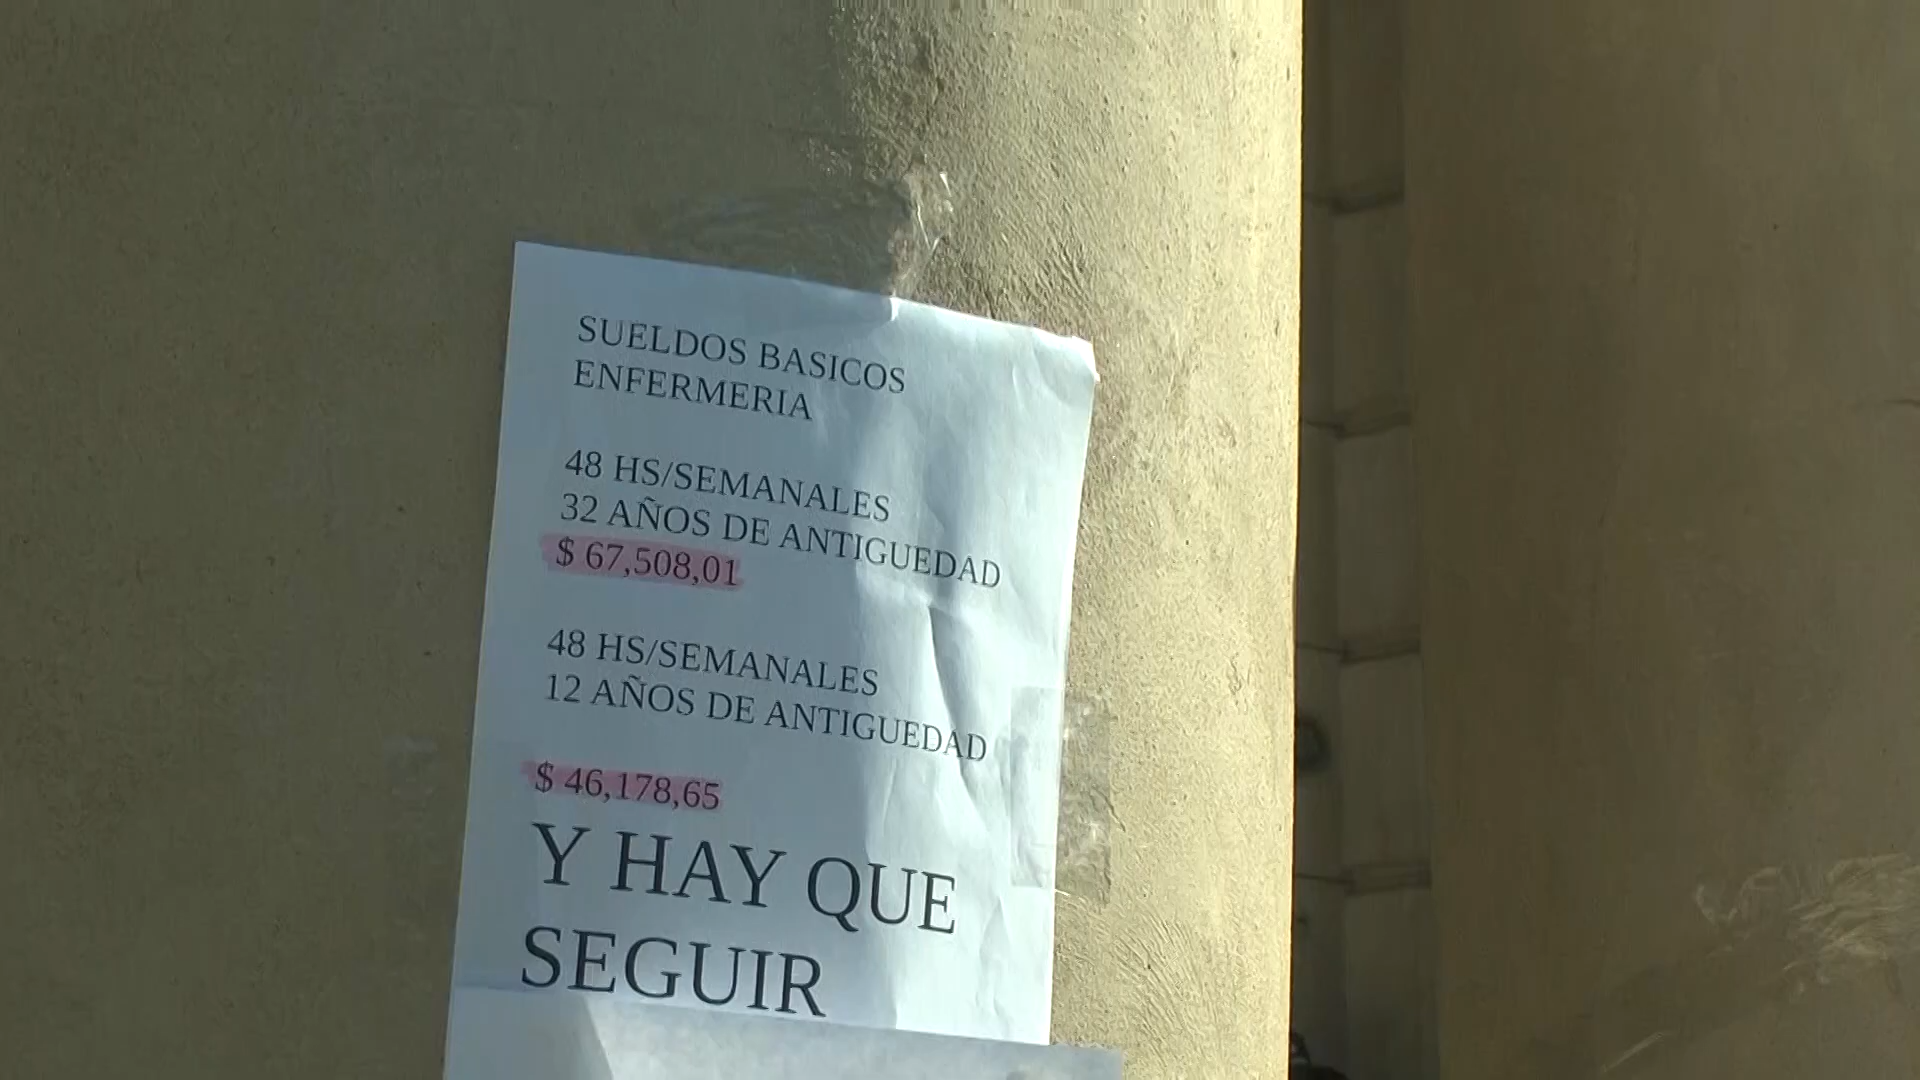 SUELDOS BASICOS
ENFERMERIA
48 HS/SEMANALES
32 AÑOS DE ANTIGUEDAD
$ 67,508,01
48 HS/SEMANALES
12 AÑOS DE ANTIGUEDAD
$ 46,178,65
Y HAY QUE
SEGUIR